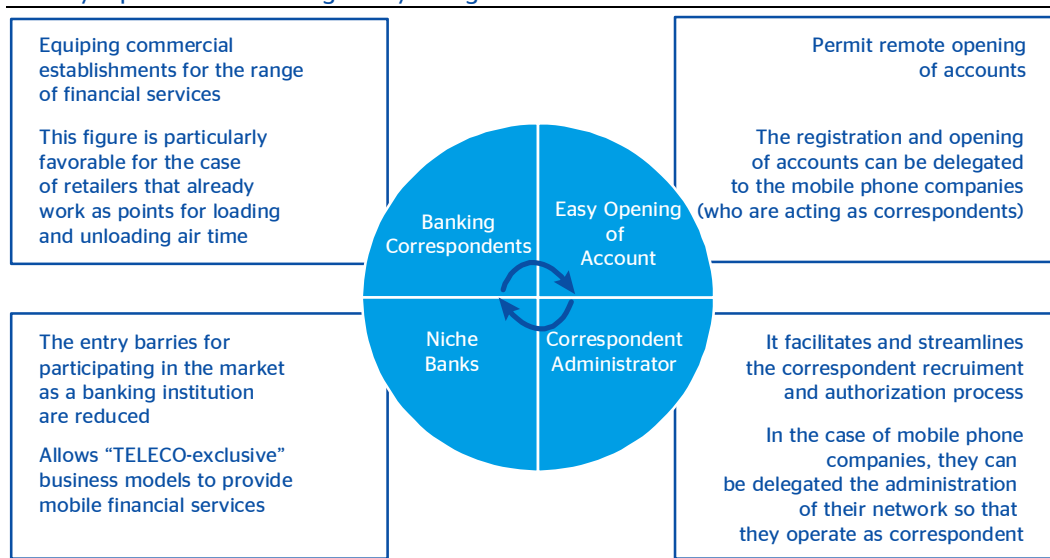 Equiping commercial
establishments for the range
of financial services
This figure is particularly
favorable for the case
of retailers that already
work as points for loading
and unloading air time
Permit remote opening
of accounts
The registration and opening
of accounts can be delegated
to the mobile phone companies
(who are acting as correspondents)
Banking
Correspondents
Easy Opening
of
Account
Niche
Banks
Correspondent
Administrator
The entry barries for
participating in the market
as a banking institution
are reduced
Allows “TELECO-exclusive”
business models to provide
mobile financial services
It facilitates and streamlines
the correspondent recruiment
and authorization process
In the case of mobile phone
companies, they can
be delegated the administration
of their network so that
they operate as correspondent